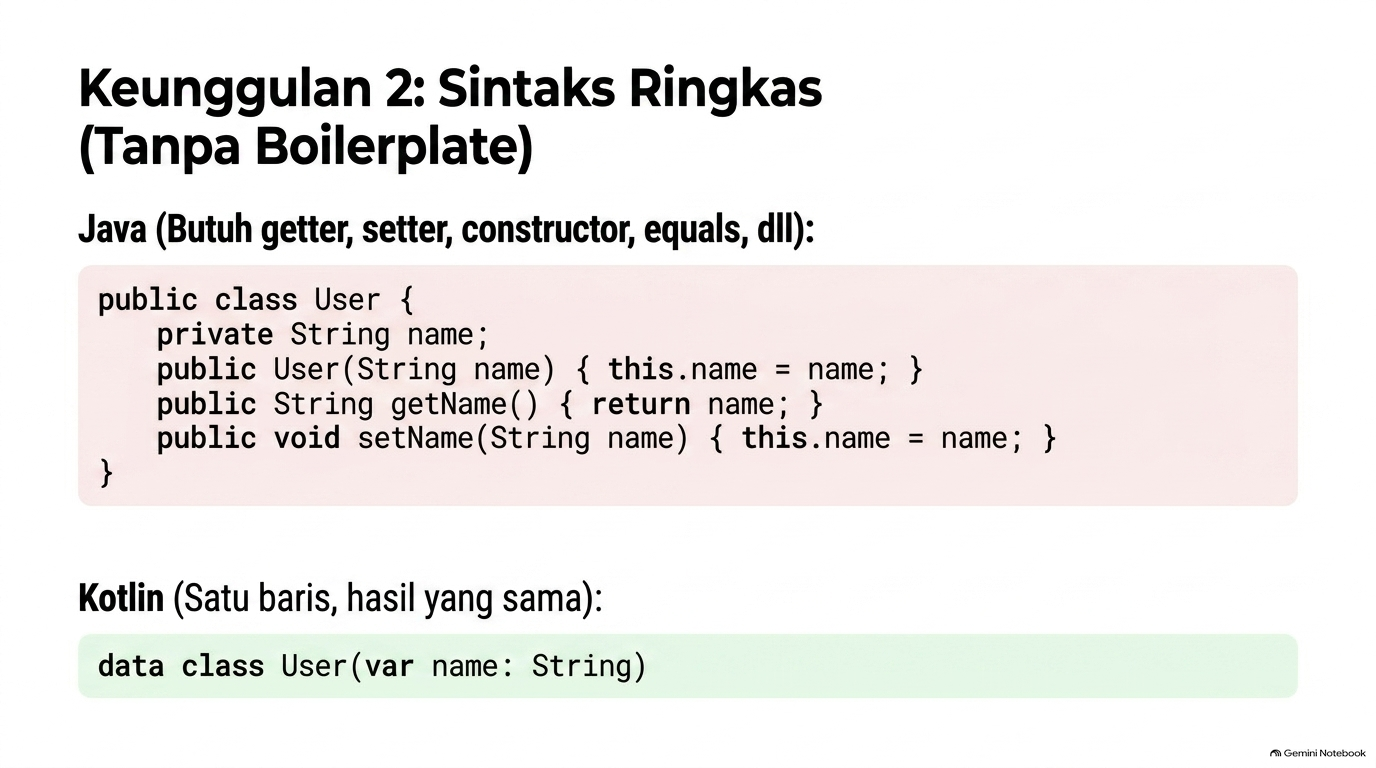 Keunggulan 2: Sintaks Ringkas
(Tanpa Boilerplate)
Java (Butuh getter, setter, constructor, equals, dll):
public class User {
    private String name;
    public User(String name) { this.name = name; }
    public String getName() { return name; }
    public void setName(String name) { this.name = name; }
}
Kotlin (Satu baris, hasil yang sama):
data class User(var name: String)
Gemini Notebook